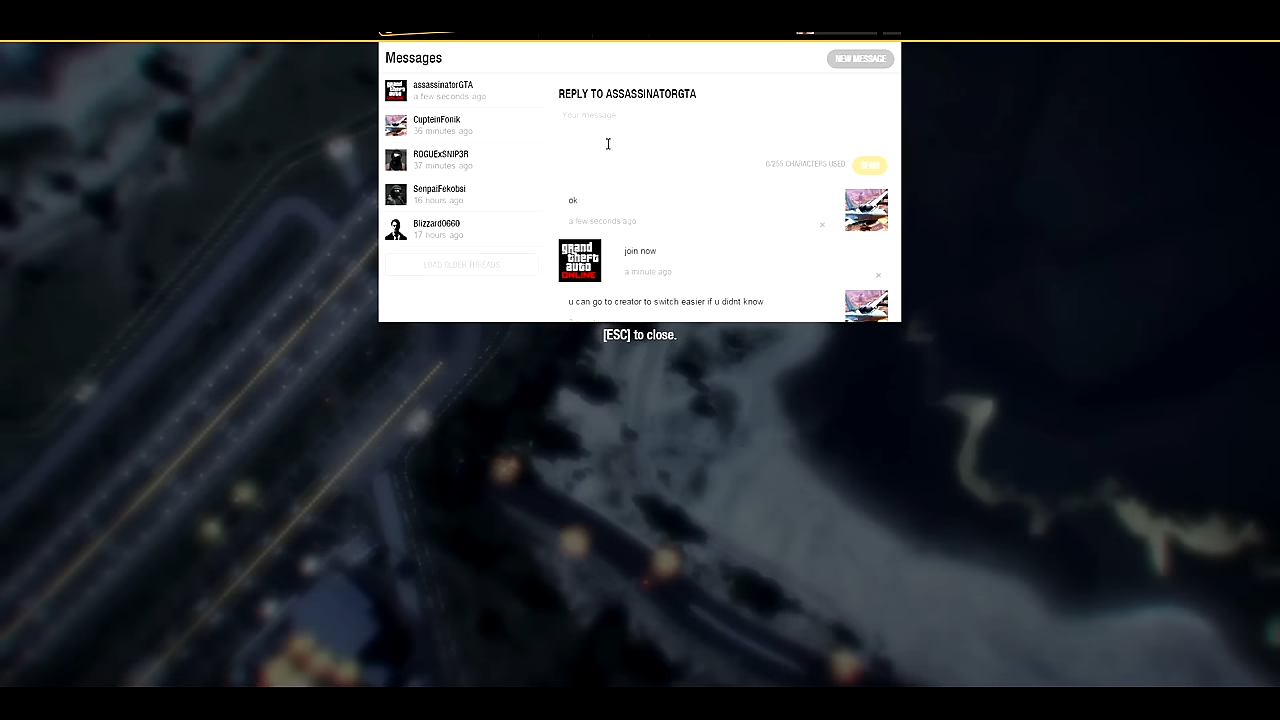 Messages
NEW MESSAGE
assassinatorGTA
a few seconds ago
CupteinFonik
36 minutes ago
R0GUExSNIP3R
37 minutes ago
SenpaiFekobsi
16 hours ago
Blizzard0660
17 hours ago
LOAD OLDER THREADS
REPLY TO ASSASSINATORGTA
Your message
0/255 CHARACTERS USED
SEND
ok
a few seconds ago
grand
theft
auto
ONLINE
join now
a minute ago
u can go to creator to switch easier if u didnt know
[ESC] to close.